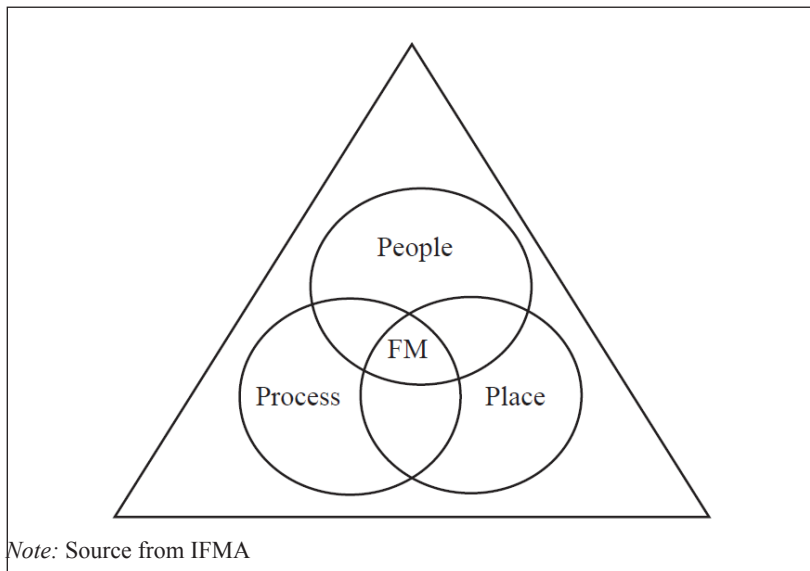 People
FM
Process
Place
Note: Source from IFMA